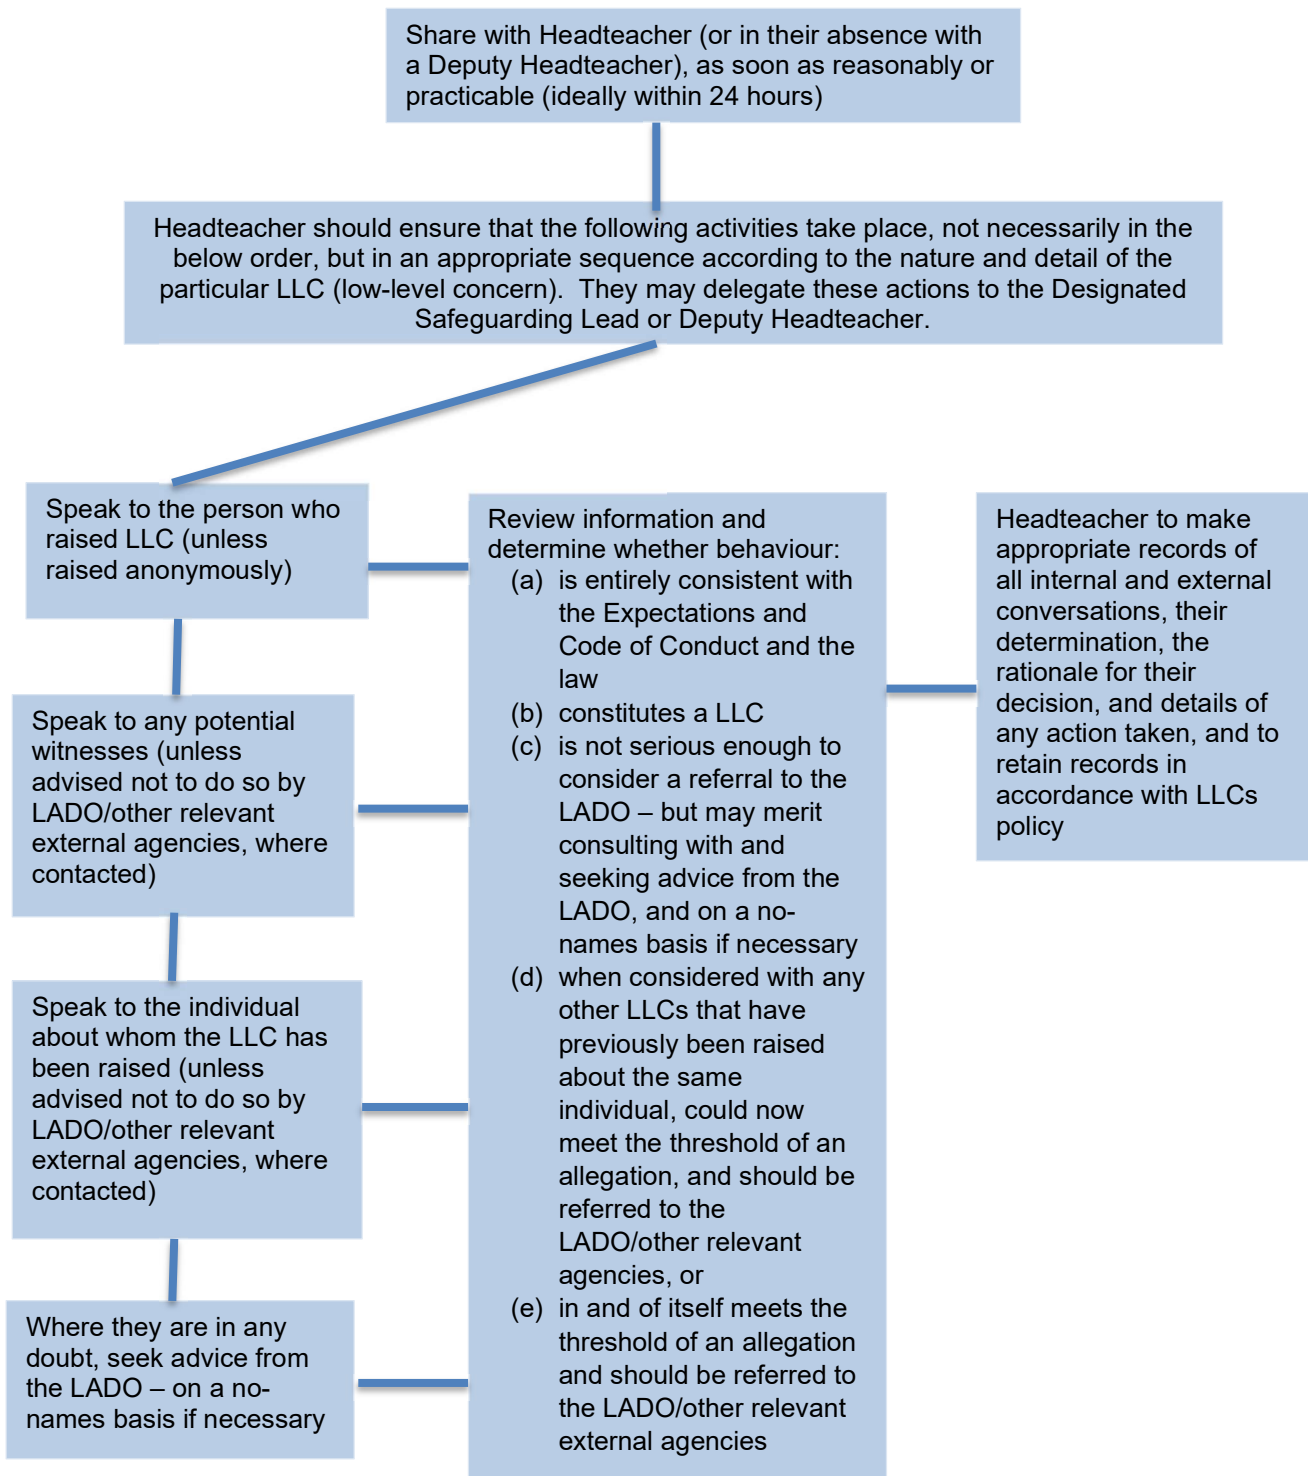 Share with Headteacher (or in their absence with
a Deputy Headteacher), as soon as reasonably or
practicable (ideally within 24 hours)
Headteacher should ensure that the following activities take place, not necessarily in the
below order, but in an appropriate sequence according to the nature and detail of the
particular LLC (low-level concern).  They may delegate these actions to the Designated
Safeguarding Lead or Deputy Headteacher.
Speak to the person who
raised LLC (unless
raised anonymously)
Speak to any potential
witnesses (unless
advised not to do so by
LADO/other relevant
external agencies, where
contacted)
Speak to the individual
about whom the LLC has
been raised (unless
advised not to do so by
LADO/other relevant
external agencies, where
contacted)
Where they are in any
doubt, seek advice from
the LADO – on a no-
names basis if necessary
Review information and
determine whether behaviour:
(a) is entirely consistent with
the Expectations and
Code of Conduct and the
law
(b) constitutes a LLC
(c) is not serious enough to
consider a referral to the
LADO – but may merit
consulting with and
seeking advice from the
LADO, and on a no-
names basis if necessary
(d) when considered with any
other LLCs that have
previously been raised
about the same
individual, could now
meet the threshold of an
allegation, and should be
referred to the
LADO/other relevant
agencies, or
(e) in and of itself meets the
threshold of an allegation
and should be referred to
the LADO/other relevant
external agencies
Headteacher to make
appropriate records of
all internal and external
conversations, their
determination, the
rationale for their
decision, and details of
any action taken, and to
retain records in
accordance with LLCs
policy